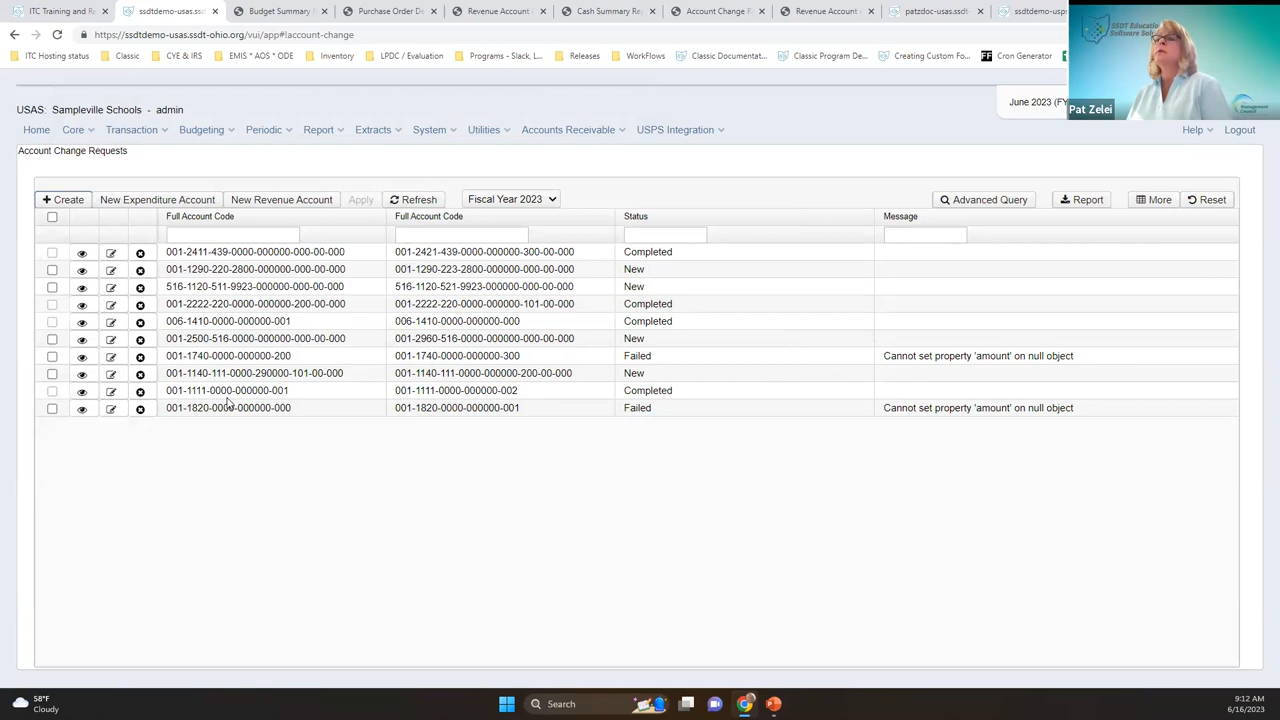 ITC Training and Re
ssdtdemo-usas.ssd
Budget Summary
Purchase Order De
Revenue Account
Cash Summary Re
Account Change F
Revenue Account
patzdoc-usas.ssdt-
ssdtdemo-usp
https://ssdtdemo-usas.ssdt-ohio.org/vui/app#!account-change
ITC Hosting status
Classic
CYE & IRS
EMIS * AOS * ODE
Inventory
LPDC / Evaluation
Programs - Slack, L...
WorkFlows
Releases
Classic Documentat...
Classic Program De...
Creating Custom Fo...
FF Cron Generator
SSDT Educatio
Software Sol
Management
Council
Pat Zelei
USAS: Sampleville Schools - admin
June 2023 (FY
Home Core Transaction Budgeting Periodic Report Extracts System Utilities Accounts Receivable USPS Integration Help Logout
Account Change Requests
+ Create New Expenditure Account New Revenue Account Apply Refresh Fiscal Year 2023 Advanced Query Report More Reset
Full Account Code Full Account Code Status Message
001-2411-439-0000-000000-000-00-000 001-2421-439-0000-000000-300-00-000 Completed
001-1290-220-2800-000000-000-00-000 001-1290-223-2800-000000-000-00-000 New
516-1120-511-9923-000000-000-00-000 516-1120-521-9923-000000-000-00-000 New
001-2222-220-0000-000000-200-00-000 001-2222-220-0000-000000-101-00-000 Completed
006-1410-0000-000000-001 006-1410-0000-000000-000 Completed
001-2500-516-0000-000000-000-00-000 001-2960-516-0000-000000-000-00-000 New
001-1740-0000-000000-200 001-1740-0000-000000-300 Failed Cannot set property 'amount' on null object
001-1140-111-0000-290000-101-00-000 001-1140-111-0000-000000-200-00-000 New
001-1111-0000-000000-001 001-1111-0000-000000-002 Completed
001-1820-0000-000000-000 001-1820-0000-000000-001 Failed Cannot set property 'amount' on null object
58°F
Cloudy
Search
9:12 AM
6/16/2023